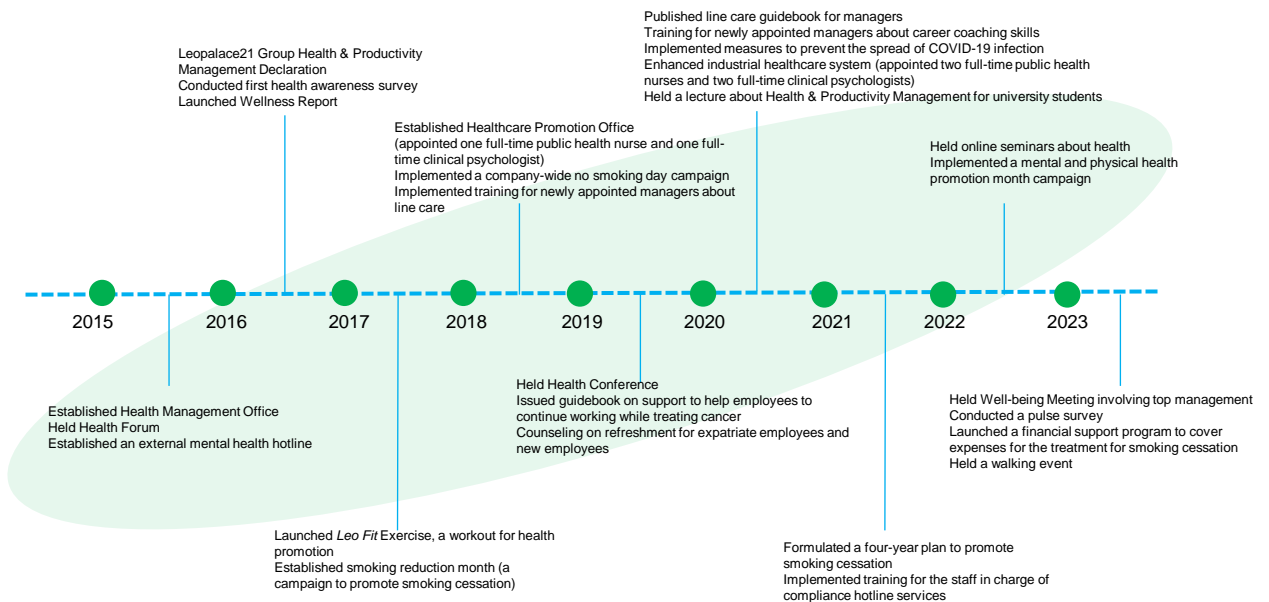 Published line care guidebook for managers
Training for newly appointed managers about career coaching skills
Implemented measures to prevent the spread of COVID-19 infection
Enhanced industrial healthcare system (appointed two full-time public health
nurses and two full-time clinical psychologists)
Held a lecture about Health & Productivity Management for university students
Leopalace21 Group Health & Productivity
Management Declaration
Conducted first health awareness survey
Launched Wellness Report
Established Healthcare Promotion Office
(appointed one full-time public health nurse and one full-
time clinical psychologist)
Implemented a company-wide no smoking day campaign
Implemented training for newly appointed managers about
line care
Held online seminars about health
Implemented a mental and physical health
promotion month campaign
2015
2016
2017
2018
2019
2020
2021
2022
2023
Established Health Management Office
Held Health Forum
Established an external mental health hotline
Held Health Conference
Issued guidebook on support to help employees to
continue working while treating cancer
Counseling on refreshment for expatriate employees and
new employees
Held Well-being Meeting involving top management
Conducted a pulse survey
Launched a financial support program to cover
expenses for the treatment for smoking cessation
Held a walking event
Launched Leo Fit Exercise, a workout for health
promotion
Established smoking reduction month (a
campaign to promote smoking cessation)
Formulated a four-year plan to promote
smoking cessation
Implemented training for the staff in charge of
compliance hotline services